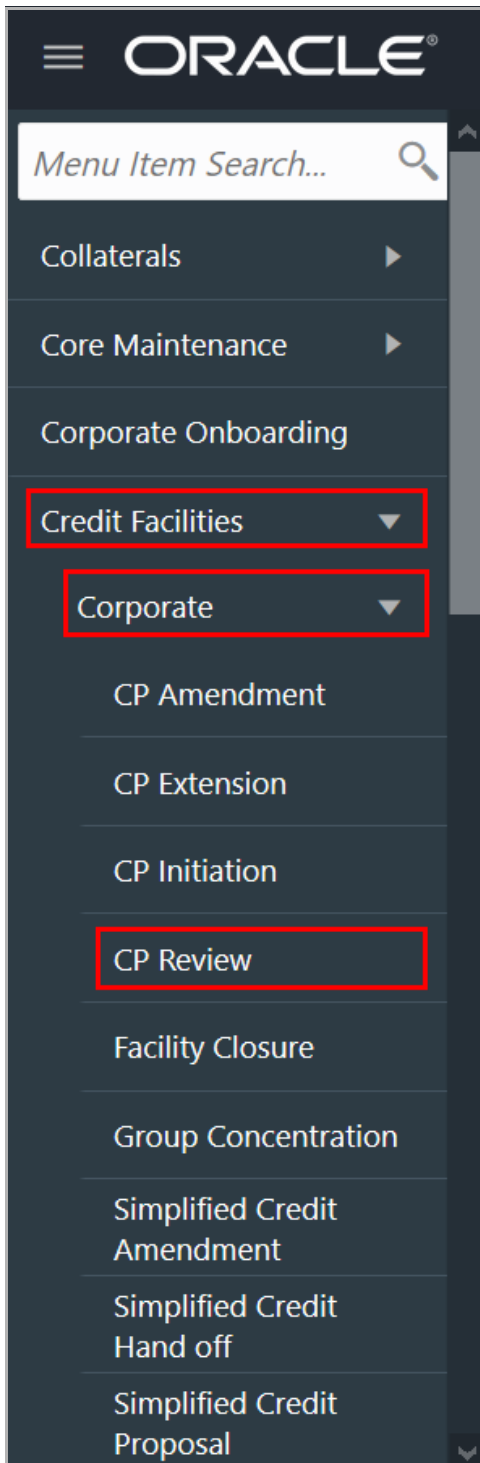 ORACLE®
Menu Item Search...
Collaterals
Core Maintenance
Corporate Onboarding
Credit Facilities
Corporate
CP Amendment
CP Extension
CP Initiation
CP Review
Facility Closure
Group Concentration
Simplified Credit
Amendment
Simplified Credit
Hand off
Simplified Credit
Proposal